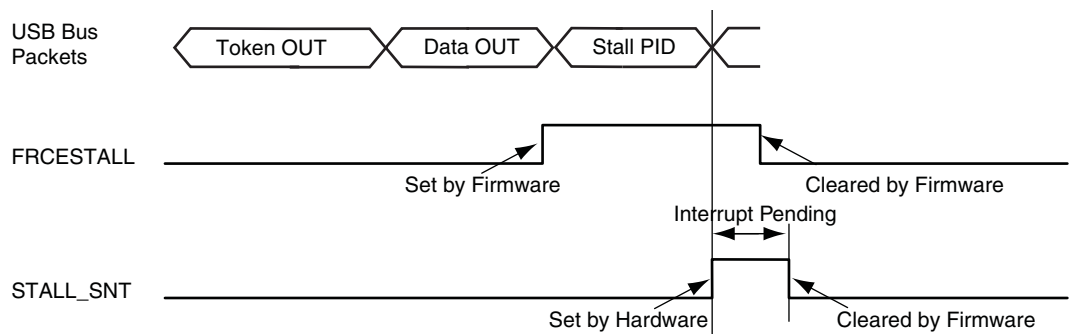 USB Bus
Packets
Token OUT
Data OUT
Stall PID
FRCESTALL
Set by Firmware
Cleared by Firmware
Interrupt Pending
STALL_SNT
Set by Hardware
Cleared by Firmware